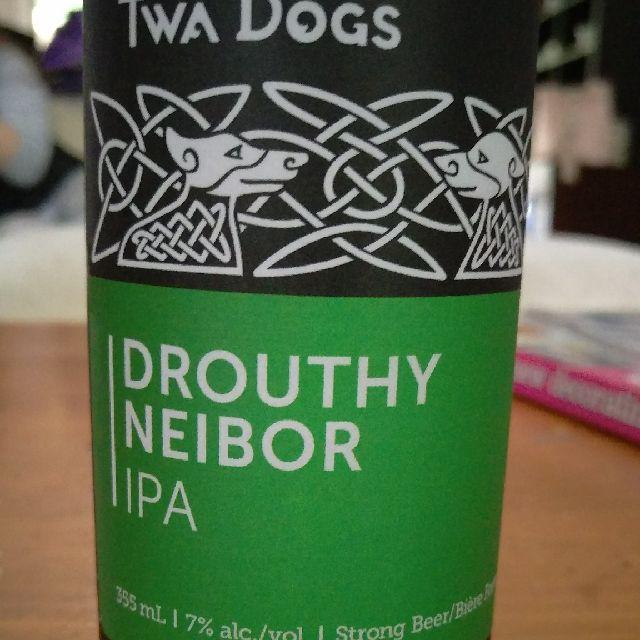 TWA DOGS
DROUTHY
NEIBOR
IPA
355 mL | 7% alc./vol | Strong Beer/Bière